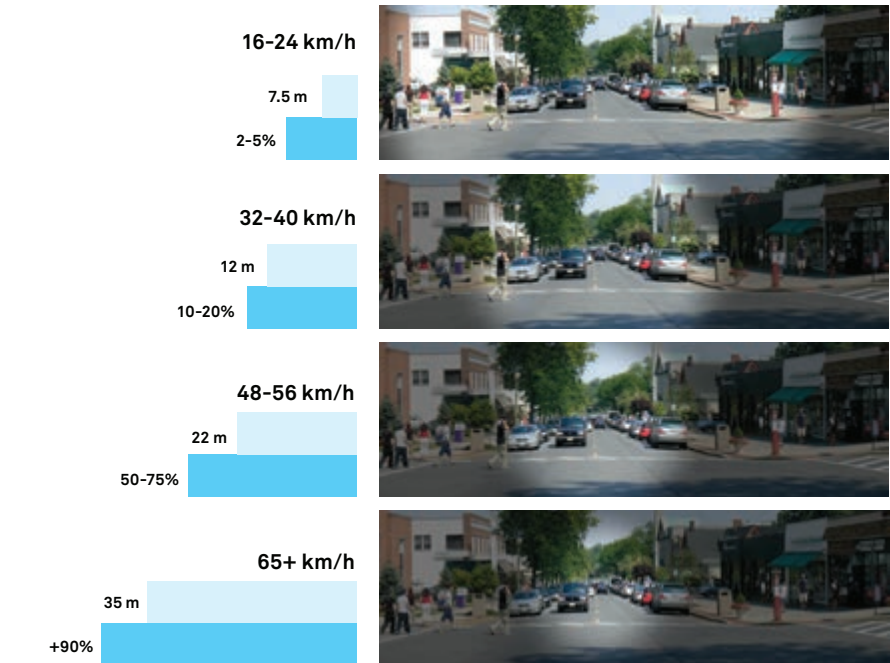 16-24 km/h
7.5 m
2-5%
32-40 km/h
12 m
10-20%
48-56 km/h
22 m
50-75%
65+ km/h
35 m
+90%